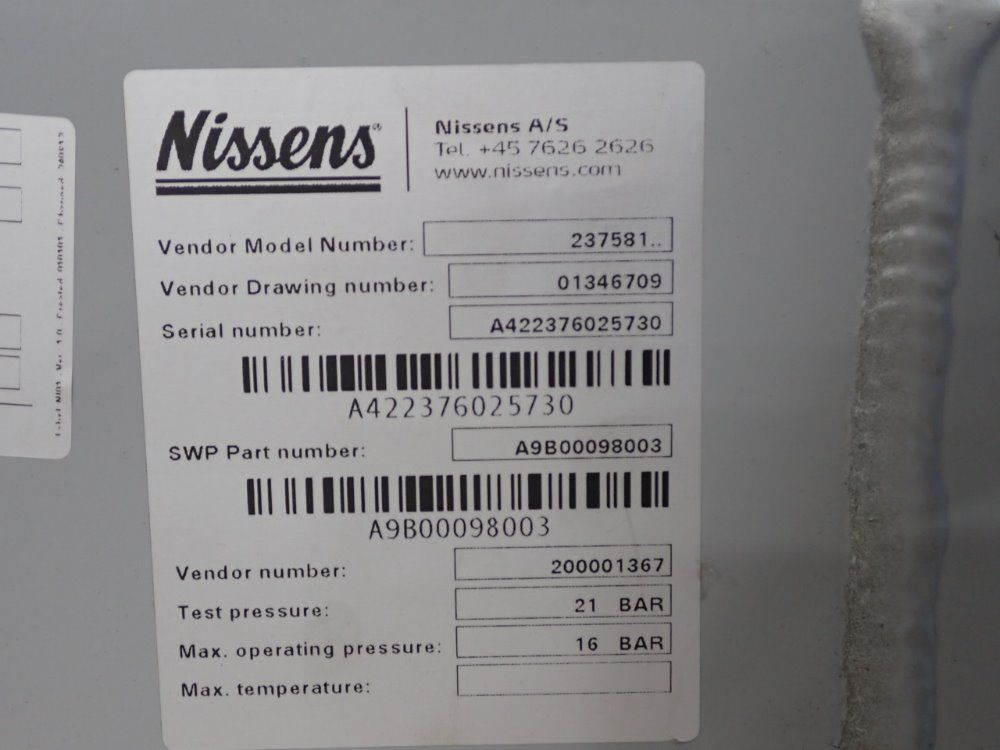 Nissens®
Nissens A/S
Tel. +45 7626 2626
www.nissens.com
Vendor Model Number: 237581..
Vendor Drawing number: 01346709
Serial number: A422376025730
A422376025730
SWP Part number: A9B00098003
A9B00098003
Vendor number: 200001367
Test pressure: 21 BAR
Max. operating pressure: 16 BAR
Max. temperature: